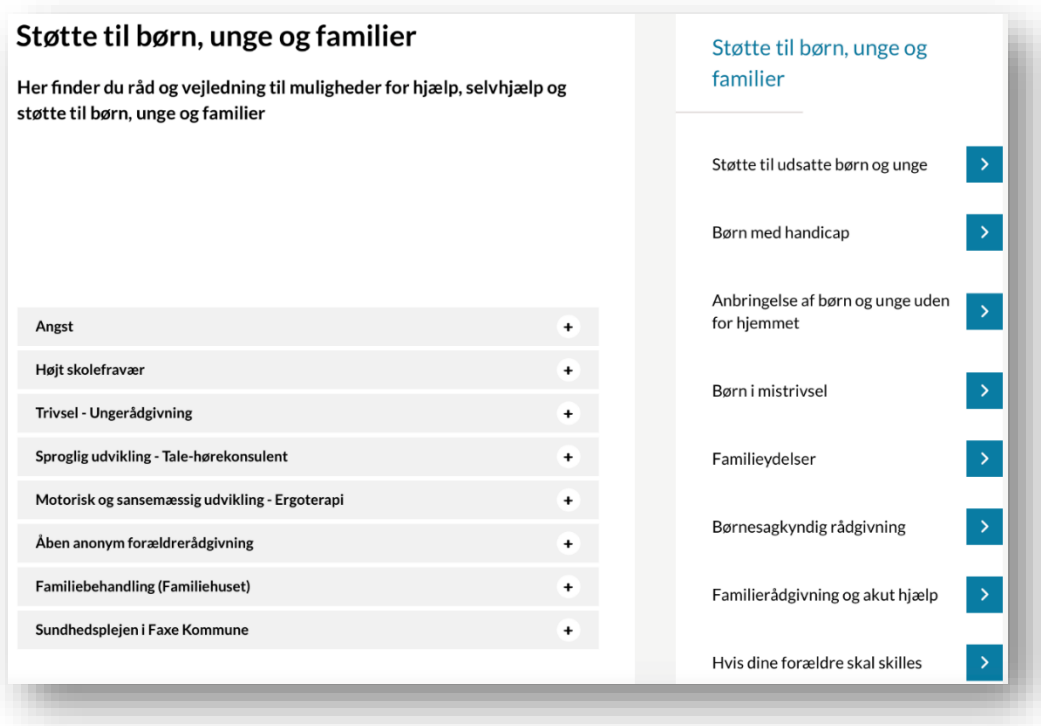 Støtte til børn, unge og familier
Her finder du råd og vejledning til muligheder for hjælp, selvhjælp og
støtte til børn, unge og familier
Angst
Højt skolefravær
Trivsel - Ungerådgivning
Sproglig udvikling - Tale-hørekonsulent
Motorisk og sansemæssig udvikling - Ergoterapi
Åben anonym forældrerådgivning
Familiebehandling (Familiehuset)
Sundhedsplejen i Faxe Kommune
Støtte til børn, unge og
familier
Støtte til udsatte børn og unge
Børn med handicap
Anbringelse af børn og unge uden
for hjemmet
Børn i mistrivsel
Familieydelser
Børnesagkyndig rådgivning
Familierådgivning og akut hjælp
Hvis dine forældre skal skilles